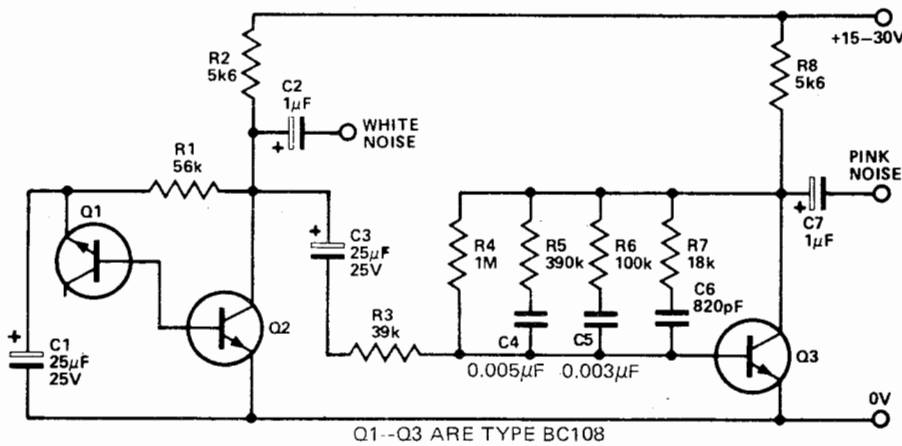 +15–30V
R2
5k6
R8
5k6
C2
1µF
+
WHITE
NOISE
R1
56k
PINK
NOISE
Q1
+
C3
25µF
25V
R4
1M
R5
390k
R6
100k
R7
18k
+
C7
1µF
C6
820pF
+
C1
25µF
25V
Q2
R3
39k
C4
0.005µF
C5
0.003µF
Q3
0V
Q1--Q3 ARE TYPE BC108